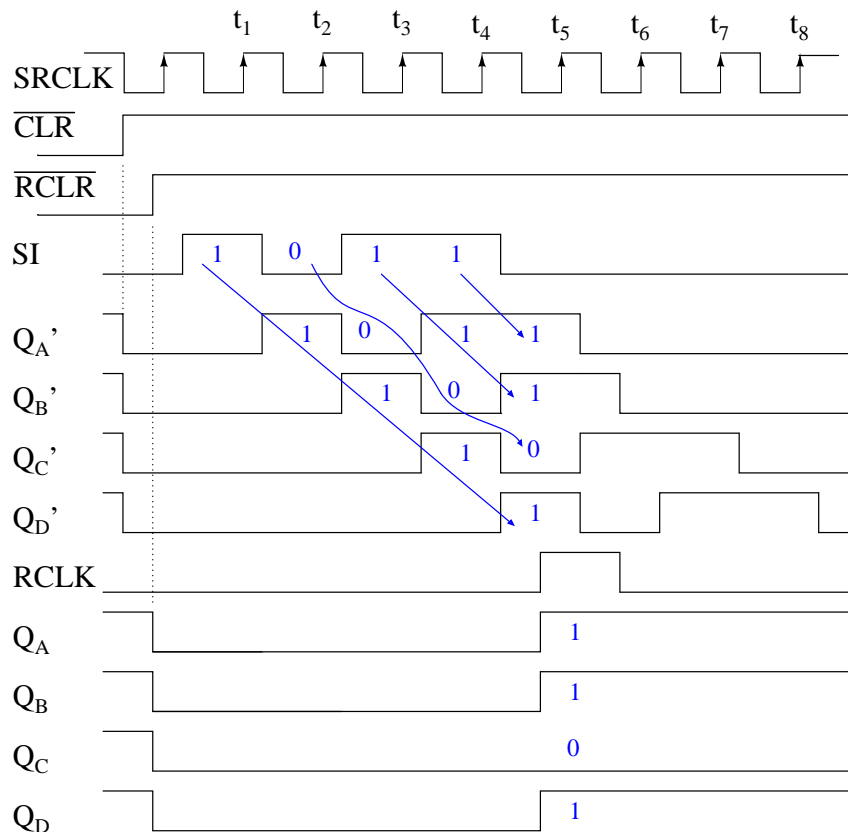 t1 t2 t3 t4 t5 t6 t7 t8
SRCLK
CLR
RCLR
SI 1 0 1 1
QA’ 1 0 1 1
QB’ 1 0 1
QC’ 1 0
QD’ 1
RCLK
QA 1
QB 1
QC 0
QD 1